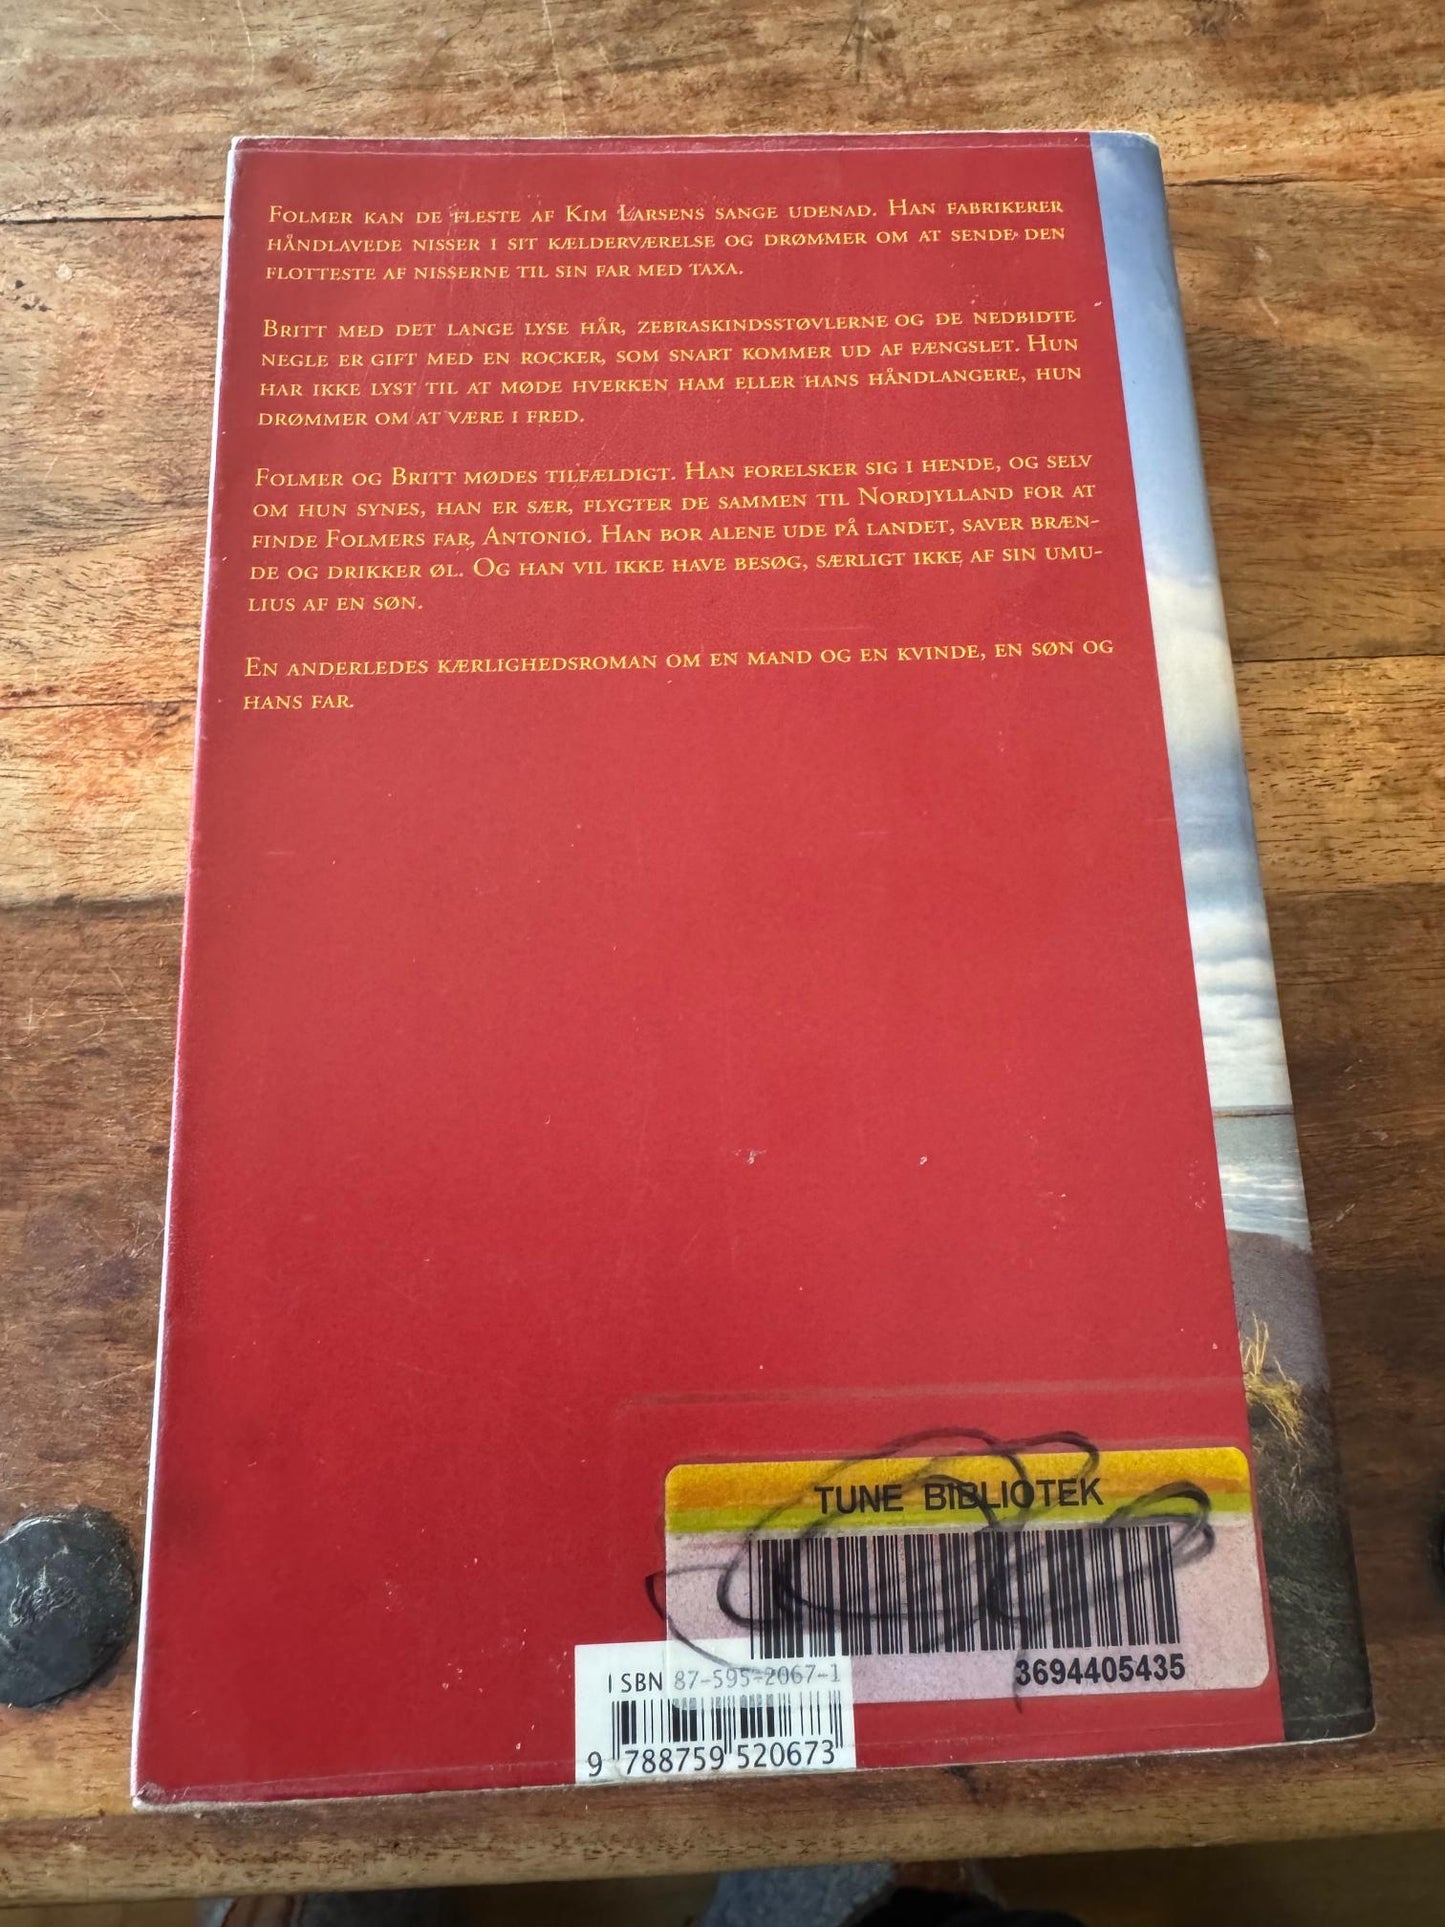 Folmer kan de fleste af Kim Larsens sange udenad. Han fabrikerer
håndlavede nisser i sit kælderværelse og drømmer om at sende den
flotteste af nisserne til sin far med taxa.
Britt med det lange lyse hår, zebraskindsstøvlerne og de nedbidte
negle er gift med en rocker, som snart kommer ud af fængslet. Hun
har ikke lyst til at møde hverken ham eller hans håndlangere, hun
drømmer om at være i fred.
Folmer og Britt mødes tilfældigt. Han forelsker sig i hende, og selv
om hun synes, han er sær, flygter de sammen til Nordjylland for at
finde Folmers far, Antonio. Han bor alene ude på landet, saver bræn-
de og drikker øl. Og han vil ikke have besøg, særligt ikke af sin umu-
lius af en søn.
En anderledes kærlighedsroman om en mand og en kvinde, en søn og
hans far.
TUNE BIBLIOTEK
3694405435
ISBN 87-595-2067-1
9 788759 520673